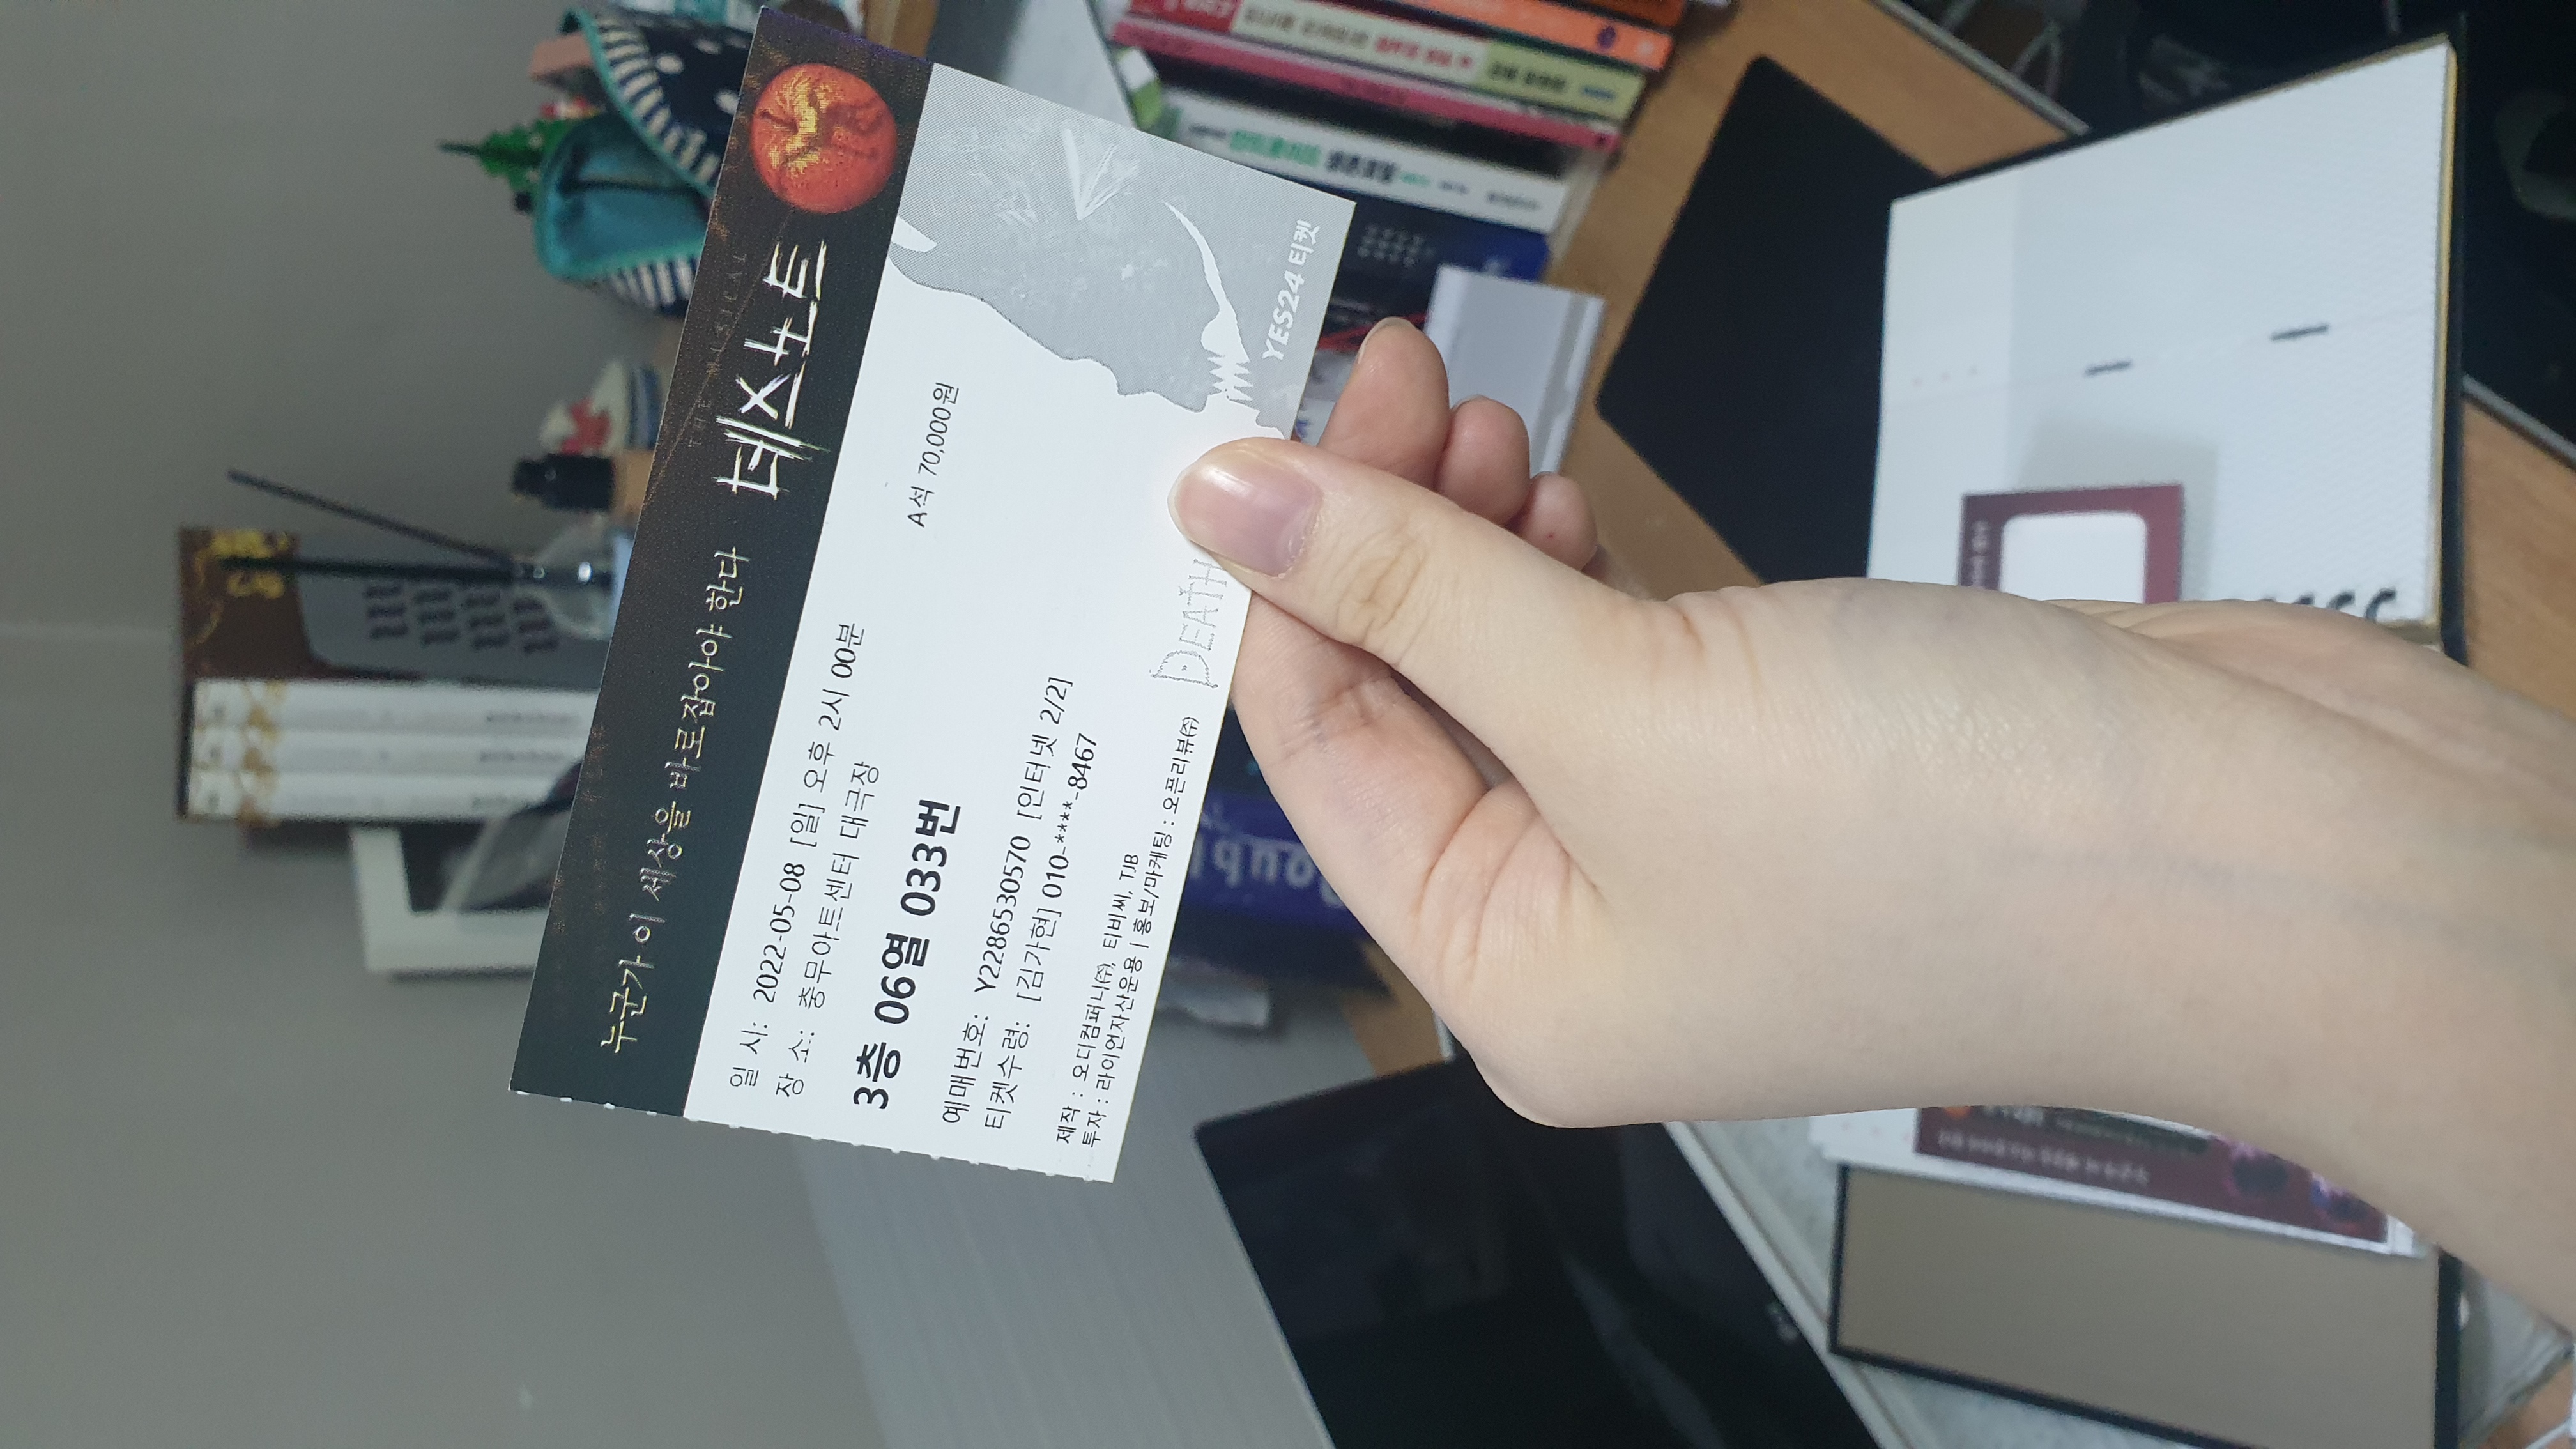 누군가 이 세상을 바로잡아야 한다
THE MUSICAL
데스노트
일 시: 2022-05-08 [일] 오후 2시 00분
장 소: 충무아트센터 대극장
3층 06열 033번
A석 70,000원
예매번호: Y2286530570 [인터넷 2/2]
티켓수령: [김가현] 010-****-8467
제작 : 오디컴퍼니㈜, 티비씨, TJB
투자 : 라이언자산운용 | 홍보/마케팅 : 오픈리뷰㈜
DEATH
YES24 티켓